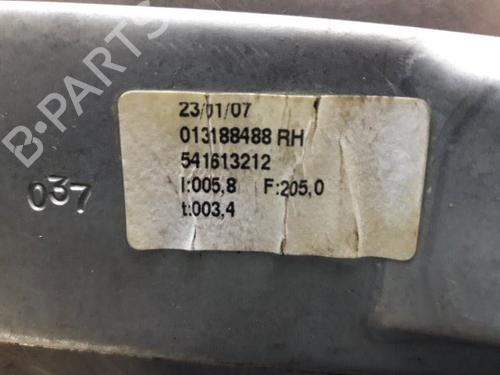 B-PARTS
23/01/07
013188488 RH
541613212
I:005,8 F:205,0
t:003,4
037